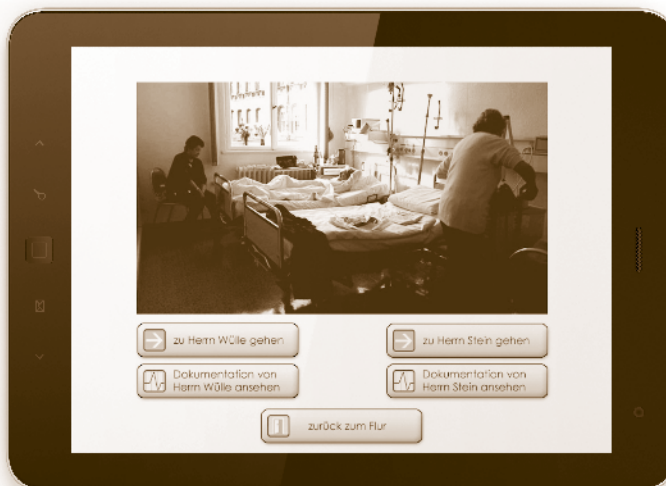 zu Herrn Wülle gehen
zu Herrn Stein gehen
Dokumentation von
Herrn Wülle ansehen
Dokumentation von
Herrn Stein ansehen
zurück zum Flur